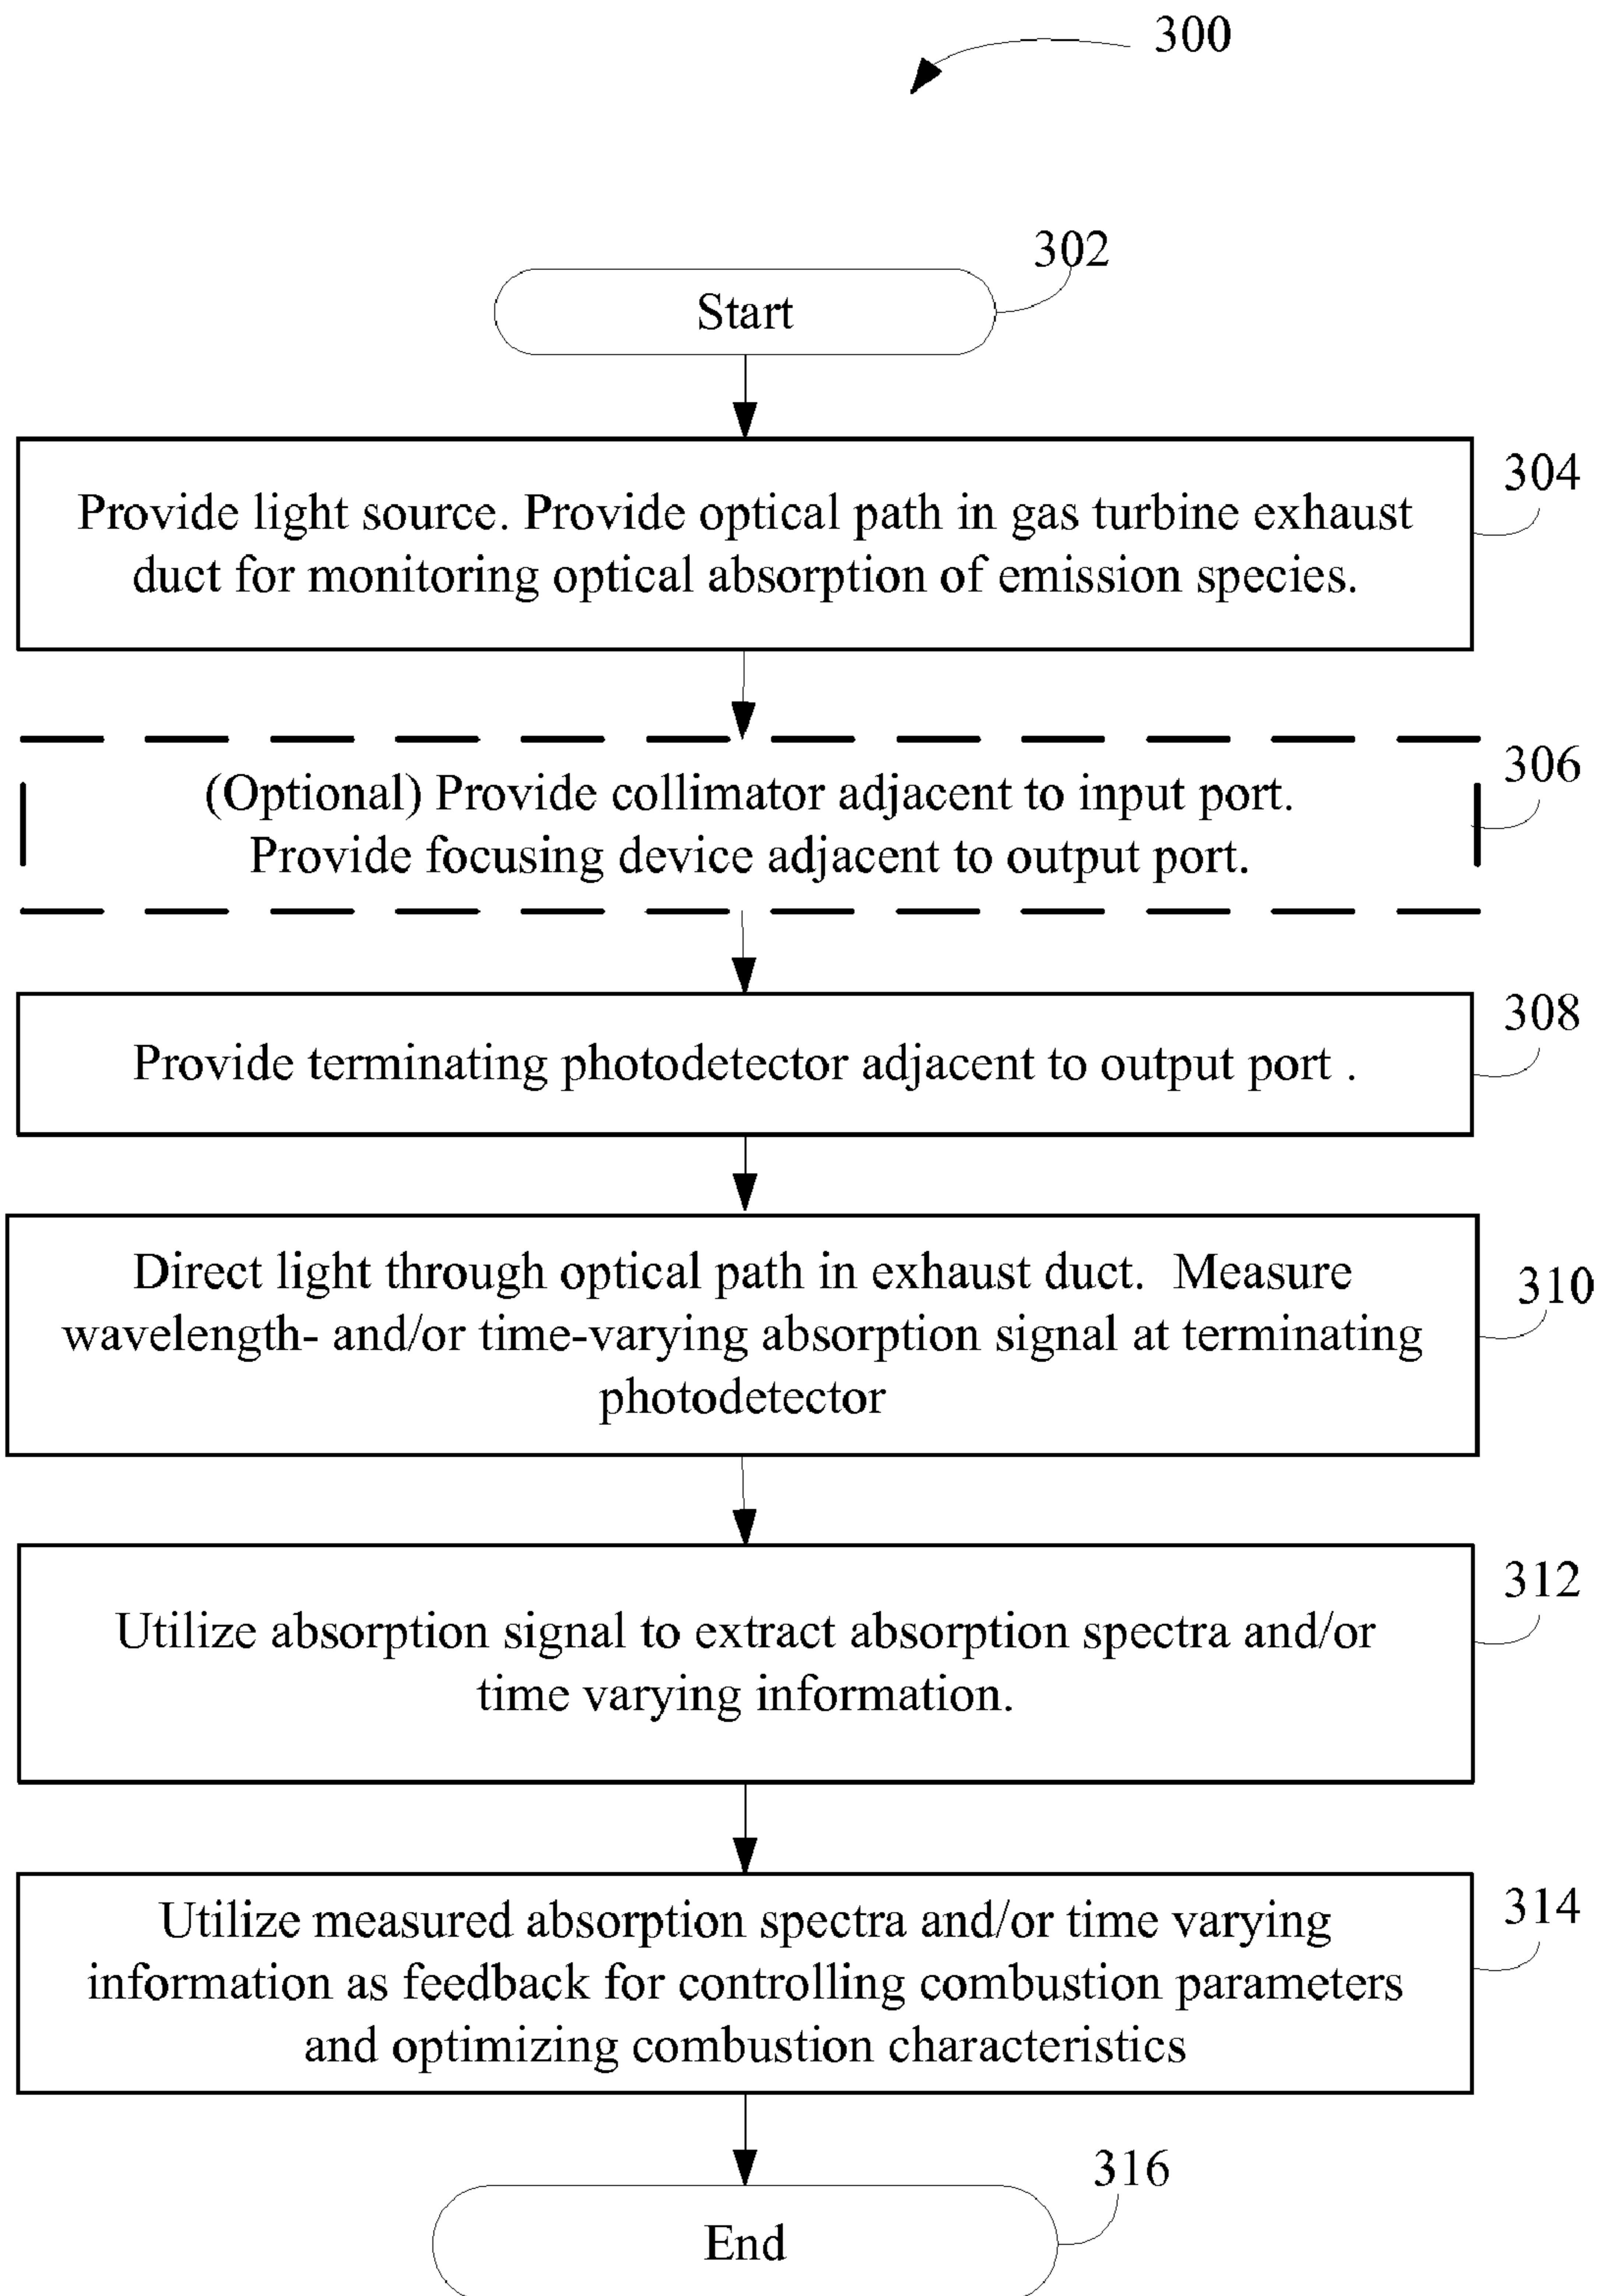 300
302
Start
304
Provide light source. Provide optical path in gas turbine exhaust
duct for monitoring optical absorption of emission species.
306
(Optional) Provide collimator adjacent to input port.
Provide focusing device adjacent to output port.
308
Provide terminating photodetector adjacent to output port .
310
Direct light through optical path in exhaust duct.  Measure
wavelength- and/or time-varying absorption signal at terminating
photodetector
312
Utilize absorption signal to extract absorption spectra and/or
time varying information.
314
Utilize measured absorption spectra and/or time varying
information as feedback for controlling combustion parameters
and optimizing combustion characteristics
316
End